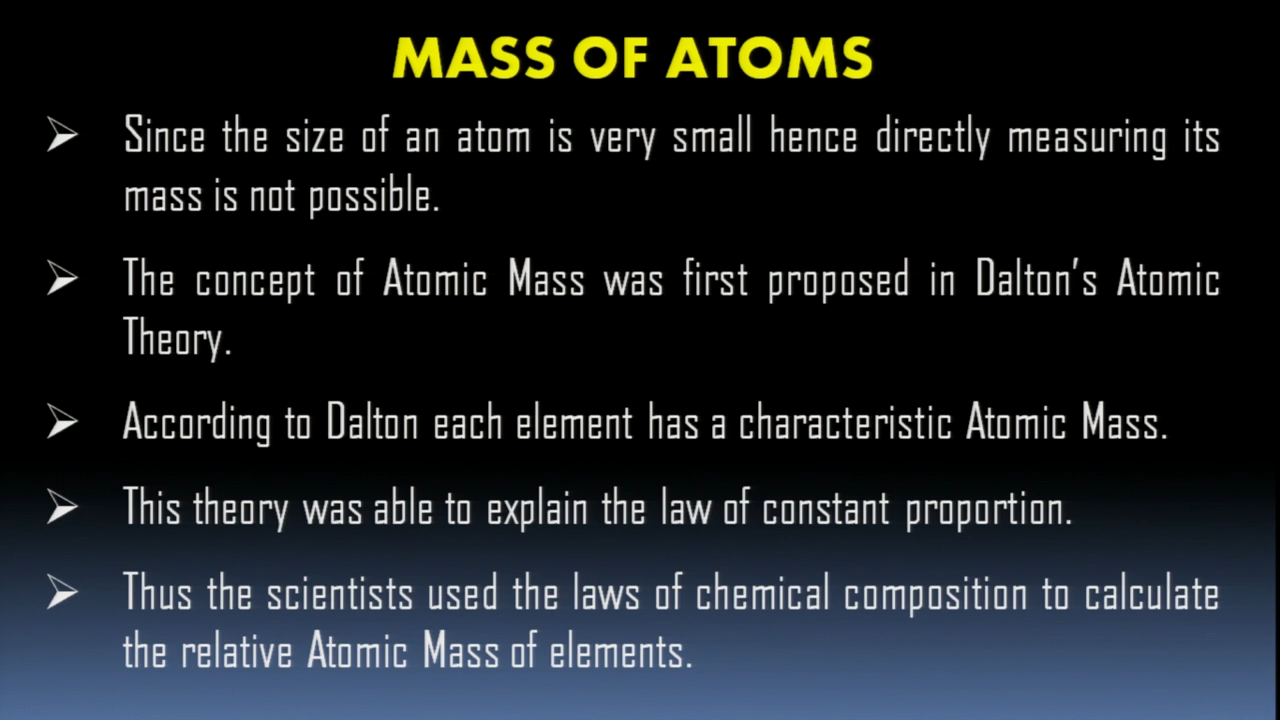 MASS OF ATOMS
Since the size of an atom is very small hence directly measuring its
mass is not possible.
The concept of Atomic Mass was first proposed in Dalton's Atomic
Theory.
According to Dalton each element has a characteristic Atomic Mass.
This theory was able to explain the law of constant proportion.
Thus the scientists used the laws of chemical composition to calculate
the relative Atomic Mass of elements.